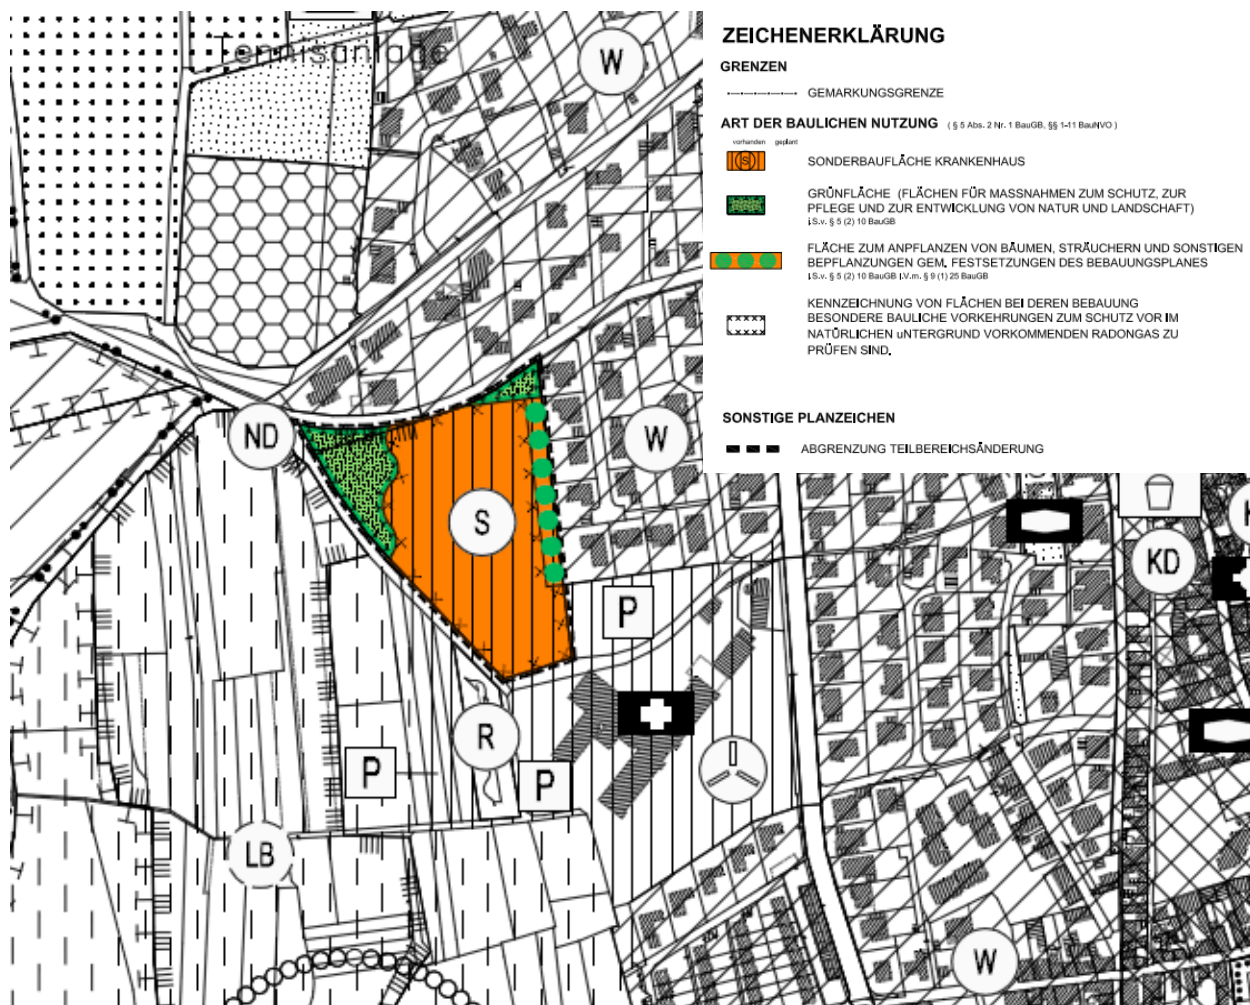 Tennisanlage
W
ZEICHENERKLÄRUNG
GRENZEN
GEMARKUNGSGRENZE
ART DER BAULICHEN NUTZUNG ( § 5 Abs. 2 Nr. 1 BauGB, §§ 1-11 BauNVO )
vorhanden geplant
S
SONDERBAUFLÄCHE KRANKENHAUS
GRÜNFLÄCHE (FLÄCHEN FÜR MASSNAHMEN ZUM SCHUTZ, ZUR
PFLEGE UND ZUR ENTWICKLUNG VON NATUR UND LANDSCHAFT)
i.S.v. § 5 (2) 10 BauGB
FLÄCHE ZUM ANPFLANZEN VON BÄUMEN, STRÄUCHERN UND SONSTIGEN
BEPFLANZUNGEN GEM. FESTSETZUNGEN DES BEBAUUNGSPLANES
i.S.v. § 5 (2) 10 BauGB i.V.m. § 9 (1) 25 BauGB
KENNZEICHNUNG VON FLÄCHEN BEI DEREN BEBAUUNG
BESONDERE BAULICHE VORKEHRUNGEN ZUM SCHUTZ VOR IM
NATÜRLICHEN uNTERGRUND VORKOMMENDEN RADONGAS ZU
PRÜFEN SIND.
SONSTIGE PLANZEICHEN
ABGRENZUNG TEILBEREICHSÄNDERUNG
ND
W
S
KD
P
R
P
P
LB
W